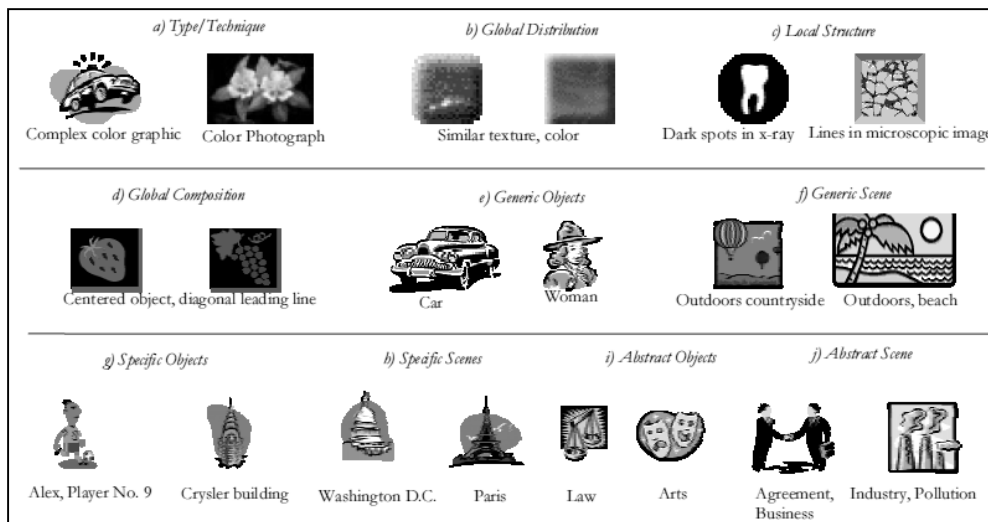 a) Type/Technique
b) Global Distribution
c) Local Structure
Complex color graphic
Color Photograph
Similar texture, color
Dark spots in x-ray
Lines in microscopic image
d) Global Composition
e) Generic Objects
f) Generic Scene
Centered object, diagonal leading line
Car
Woman
Outdoors countryside
Outdoors, beach
g) Specific Objects
h) Specific Scenes
i) Abstract Objects
j) Abstract Scene
Alex, Player No. 9
Crysler building
Washington D.C.
Paris
Law
Arts
Agreement,
Business
Industry, Pollution